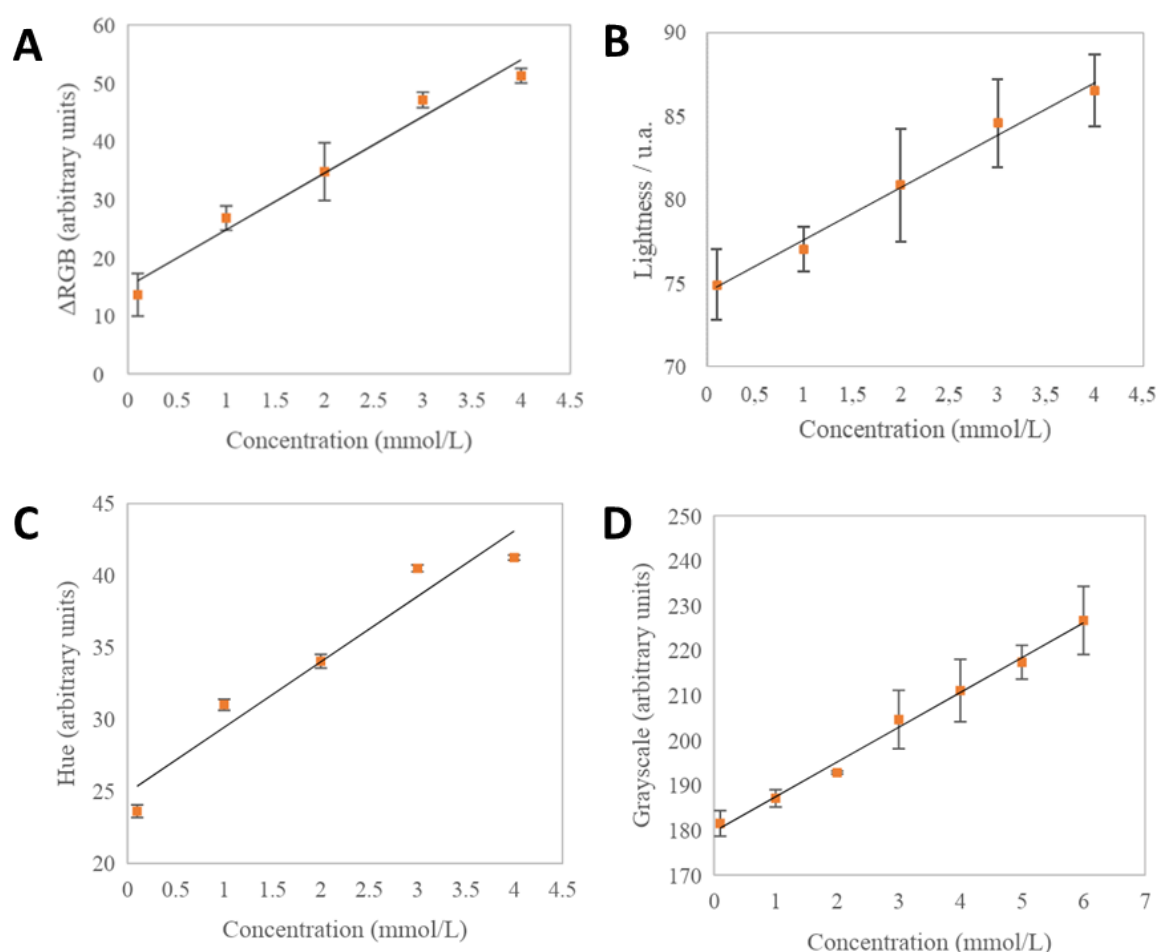 A
ΔRGB (arbitrary units)
60
50
40
30
20
10
0
0 0.5 1 1.5 2 2.5 3 3.5 4 4.5
Concentration (mmol/L)
B
Lightness / u.a.
90
85
80
75
70
0 0,5 1 1,5 2 2,5 3 3,5 4 4,5
Concentration (mmol/L)
C
Hue (arbitrary units)
45
40
35
30
25
20
0 0.5 1 1.5 2 2.5 3 3.5 4 4.5
Concentration (mmol/L)
D
Grayscale (arbitrary units)
250
240
230
220
210
200
190
180
170
0 1 2 3 4 5 6 7
Concentration (mmol/L)